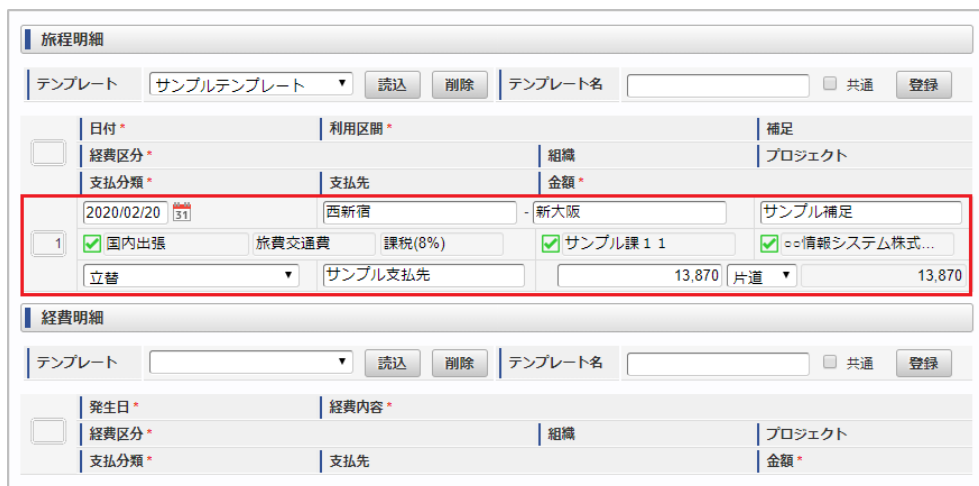 旅程明細
テンプレート サンプルテンプレート 読込 削除 テンプレート名 共通 登録
日付* 利用区間* 補足
経費区分* 組織 プロジェクト
支払分類* 支払先 金額*
2020/02/20 31 西新宿 - 新大阪 サンプル補足
1 国内出張 旅費交通費 課税(8%) サンプル課11 ○○情報システム株式...
立替 サンプル支払先 13,870 片道 13,870
経費明細
テンプレート 読込 削除 テンプレート名 共通 登録
発生日* 経費内容*
経費区分* 組織 プロジェクト
支払分類* 支払先 金額*